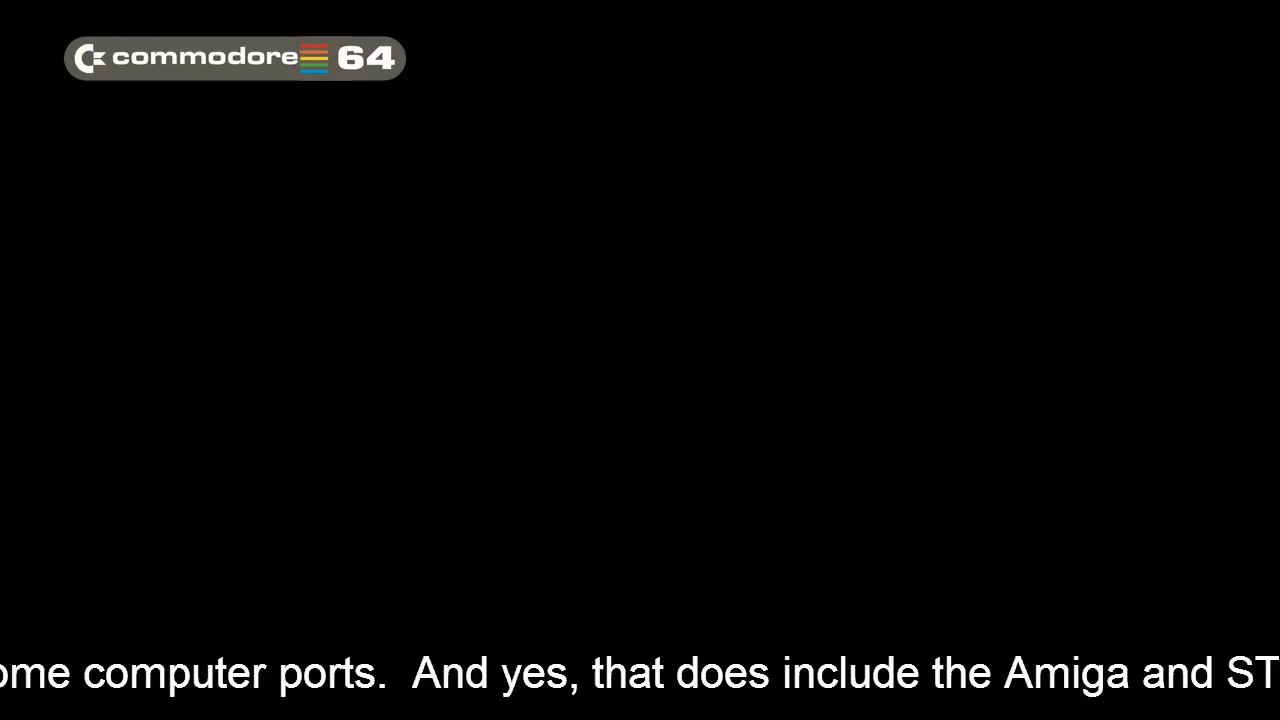 commodore 64
ome computer ports. And yes, that does include the Amiga and ST